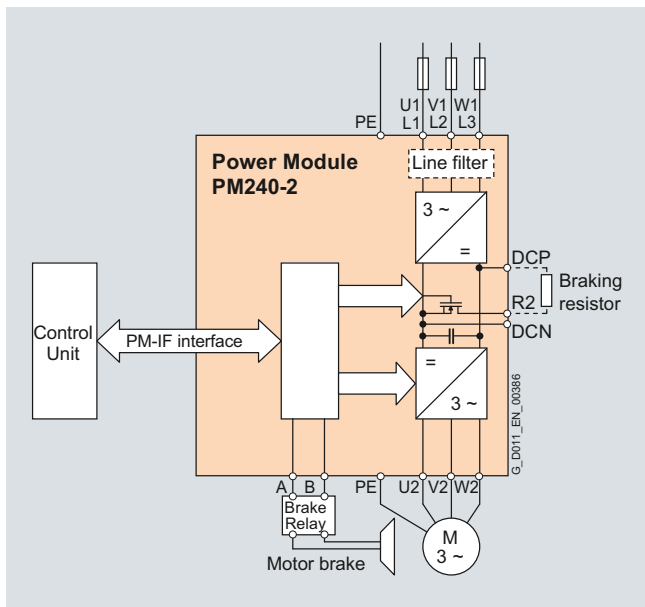 U1 V1 W1
PE L1 L2 L3
Power Module
PM240-2
Line filter
3 ~
=
DCP
Braking
resistor
R2
DCN
Control
Unit
PM-IF interface
=
3 ~
G_D011_EN_00386
A B PE U2 V2 W2
Brake
Relay
M
3 ~
Motor brake